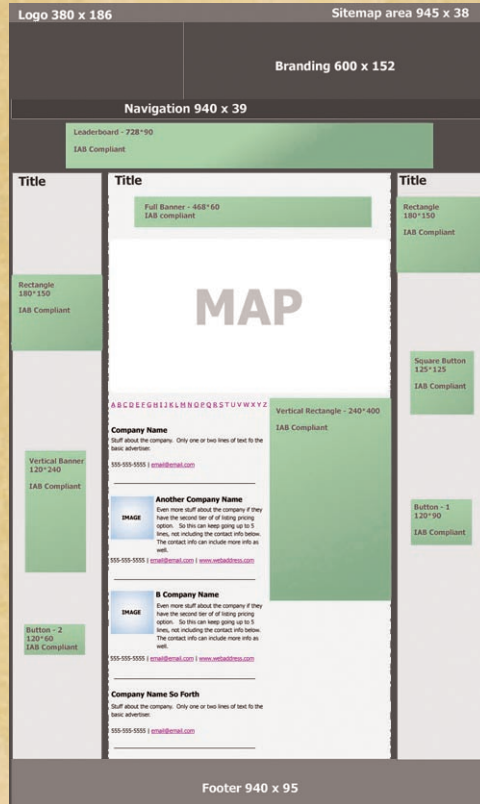 Logo 380 x 186
Sitemap area 945 x 38
Branding 600 x 152
Navigation 940 x 39
Leaderboard - 728*90
IAB Compliant
Title
Rectangle
180*150
IAB Compliant
Vertical Banner
120*240
IAB Compliant
Button - 2
120*60
IAB Compliant
Title
Full Banner - 468*60
IAB compliant
MAP
A B C D E F G H I J K L M N O P Q R S T U V W X Y Z
Company Name
Stuff about the company. Only one or two lines of text fo the
basic advertiser.
555-555-5555 | email@email.com
IMAGE
Another Company Name
Even more stuff about the company if they
have the second tier of of listing pricing
option. So this can keep going up to 5
lines, not including the contact info below.
The contact info can include more info as
well.
555-555-5555 | email@email.com | www.webaddress.com
IMAGE
B Company Name
Even more stuff about the company if they
have the second tier of of listing pricing
option. So this can keep going up to 5
lines, not including the contact info below.
The contact info can include more info as
well.
555-555-5555 | email@email.com | www.webaddress.com
Company Name So Forth
Stuff about the company. Only one or two lines of text fo the
basic advertiser.
555-555-5555 | email@email.com
Vertical Rectangle - 240*400
IAB Compliant
Title
Rectangle
180*150
IAB Compliant
Square Button
125*125
IAB Compliant
Button - 1
120*90
IAB Compliant
Footer 940 x 95